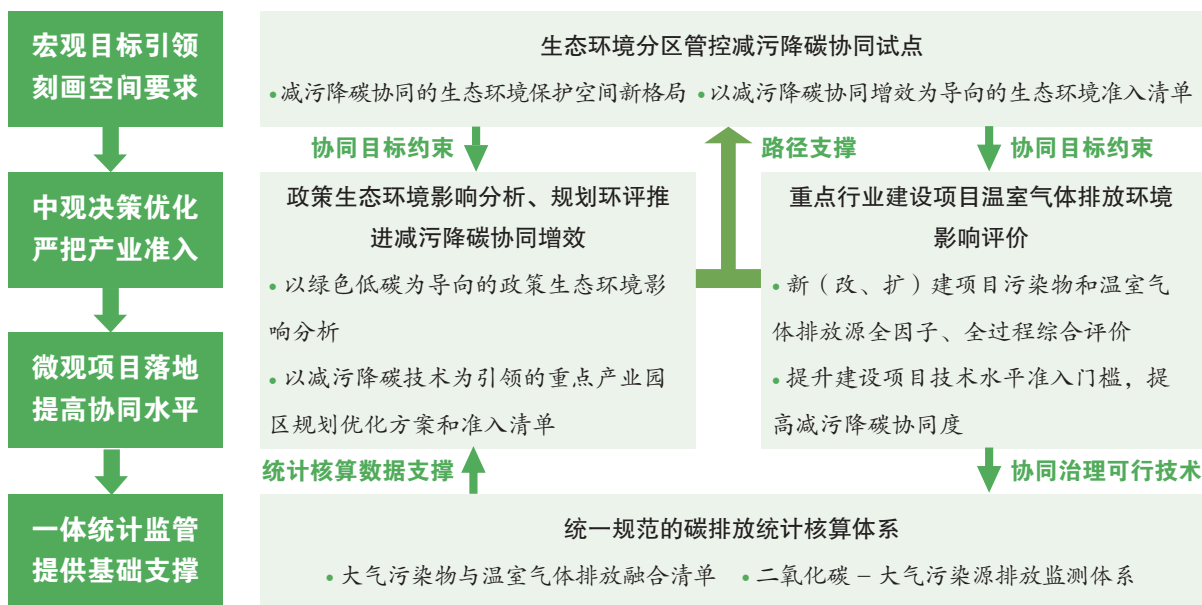 宏观目标引领
刻画空间要求
生态环境分区管控减污降碳协同试点
•减污降碳协同的生态环境保护空间新格局 •以减污降碳协同增效为导向的生态环境准入清单
协同目标约束
路径支撑
协同目标约束
中观决策优化
严把产业准入
政策生态环境影响分析、规划环评推
进减污降碳协同增效
•以绿色低碳为导向的政策生态环境影
响分析
•以减污降碳技术为引领的重点产业园
区规划优化方案和准入清单
重点行业建设项目温室气体排放环境
影响评价
•新（改、扩）建项目污染物和温室气
体排放源全因子、全过程综合评价
•提升建设项目技术水平准入门槛，提
高减污降碳协同度
微观项目落地
提高协同水平
统计核算数据支撑
协同治理可行技术
一体统计监管
提供基础支撑
统一规范的碳排放统计核算体系
•大气污染物与温室气体排放融合清单 •二氧化碳－大气污染源排放监测体系